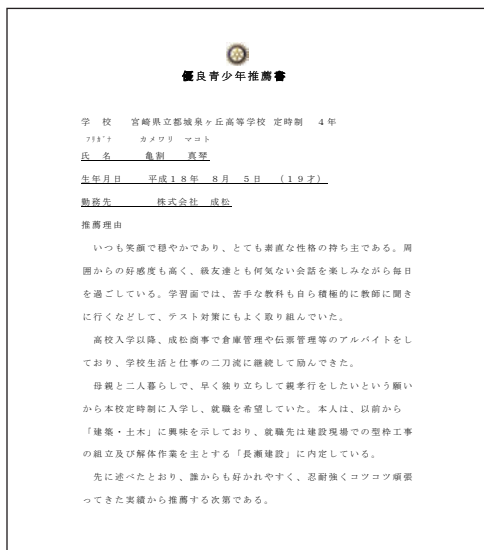 優良青少年推薦書
学　校　　宮崎県立都城泉ヶ丘高等学校 定時制　４年
フリガナ　　カメワリ　マコト
氏　名　　　亀割　真琴
生年月日　　平成１８年　８月　５日　（１９才）
勤務先　　　株式会社　成松
推薦理由
　いつも笑顔で穏やかであり、とても素直な性格の持ち主である。周
囲からの好感度も高く、級友達とも何気ない会話を楽しみながら毎日
を過ごしている。学習面では、苦手な教科も自ら積極的に教師に聞き
に行くなどして、テスト対策にもよく取り組んでいた。
　高校入学以降、成松商事で倉庫管理や伝票管理等のアルバイトをし
ており、学校生活と仕事の二刀流に継続して励んできた。
　母親と二人暮らしで、早く独り立ちして親孝行をしたいという願い
から本校定時制に入学し、就職を希望していた。本人は、以前から
「建築・土木」に興味を示しており、就職先は建設現場での型枠工事
の組立及び解体作業を主とする「長瀬建設」に内定している。
　先に述べたとおり、誰からも好かれやすく、忍耐強くコツコツ頑張
ってきた実績から推薦する次第である。